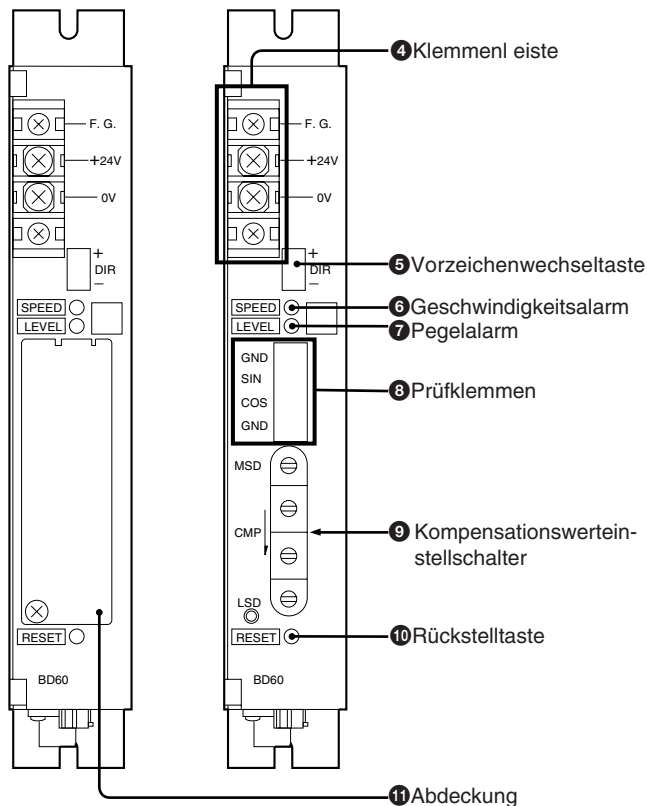 ❹Klemmenl eiste
F. G.
+24V
0V
+
DIR
−
SPEED
LEVEL
RESET
BD60
F. G.
+24V
0V
+
DIR
−
❺Vorzeichenwechseltaste
SPEED
❻Geschwindigkeitsalarm
LEVEL
❼Pegelalarm
GND
SIN
COS
GND
❽Prüfklemmen
MSD
CMP
❾ Kompensationswertein-
stellschalter
LSD
RESET
❿Rückstelltaste
BD60
⓫Abdeckung